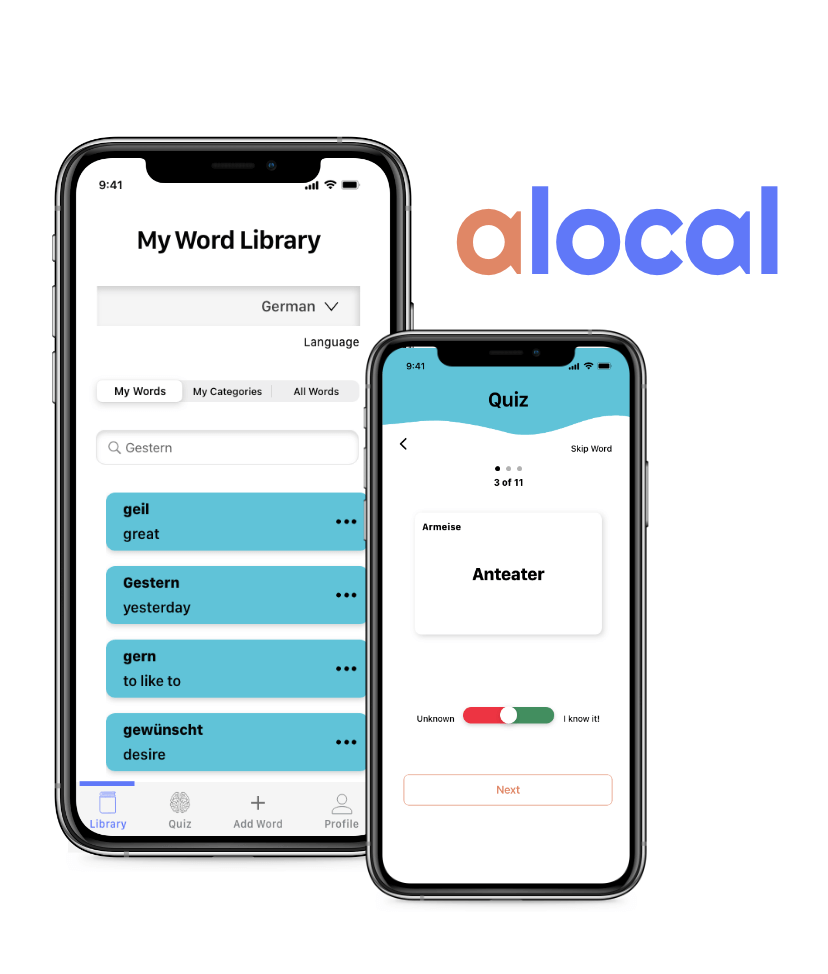 alocal
9:41
My Word Library
German
Language
My Words My Categories All Words
Gestern
geil
great
Gestern
yesterday
gern
to like to
gewünscht
desire
Library Quiz Add Word Profile
9:41
Quiz
Skip Word
3 of 11
Armeise
Anteater
Unknown I know it!
Next